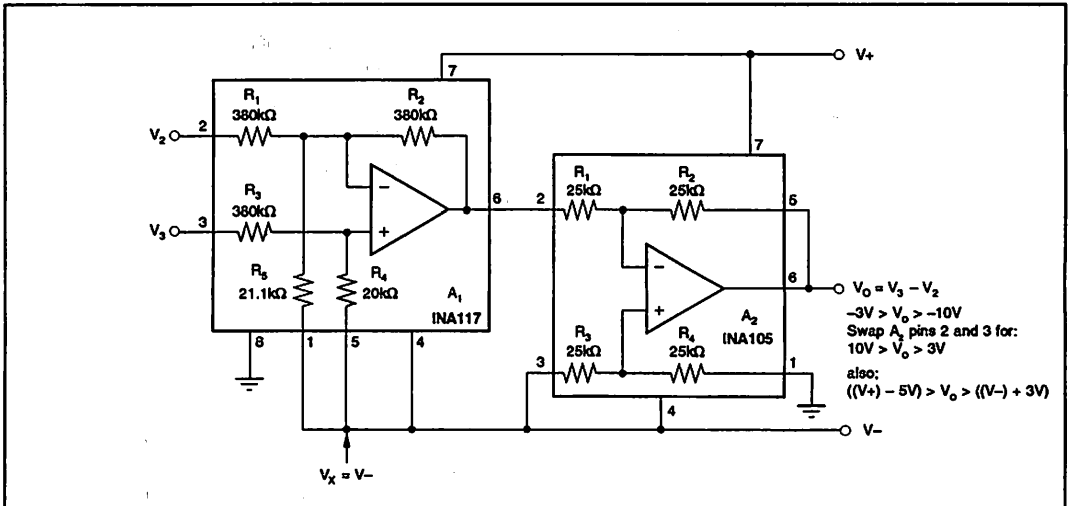 7
V+
R1
380kΩ
R2
380kΩ
V2
2
R3
380kΩ
V3
3
−
+
6
R5
21.1kΩ
R4
20kΩ
A1
INA117
8
1
5
4
7
2
R1
25kΩ
R2
25kΩ
5
−
+
6
A2
INA105
3
R3
25kΩ
R4
25kΩ
1
4
VO = V3 − V2
−3V > Vo > −10V
Swap A2 pins 2 and 3 for:
10V > Vo > 3V
also;
((V+) − 5V) > Vo > ((V−) + 3V)
V−
VX = V−